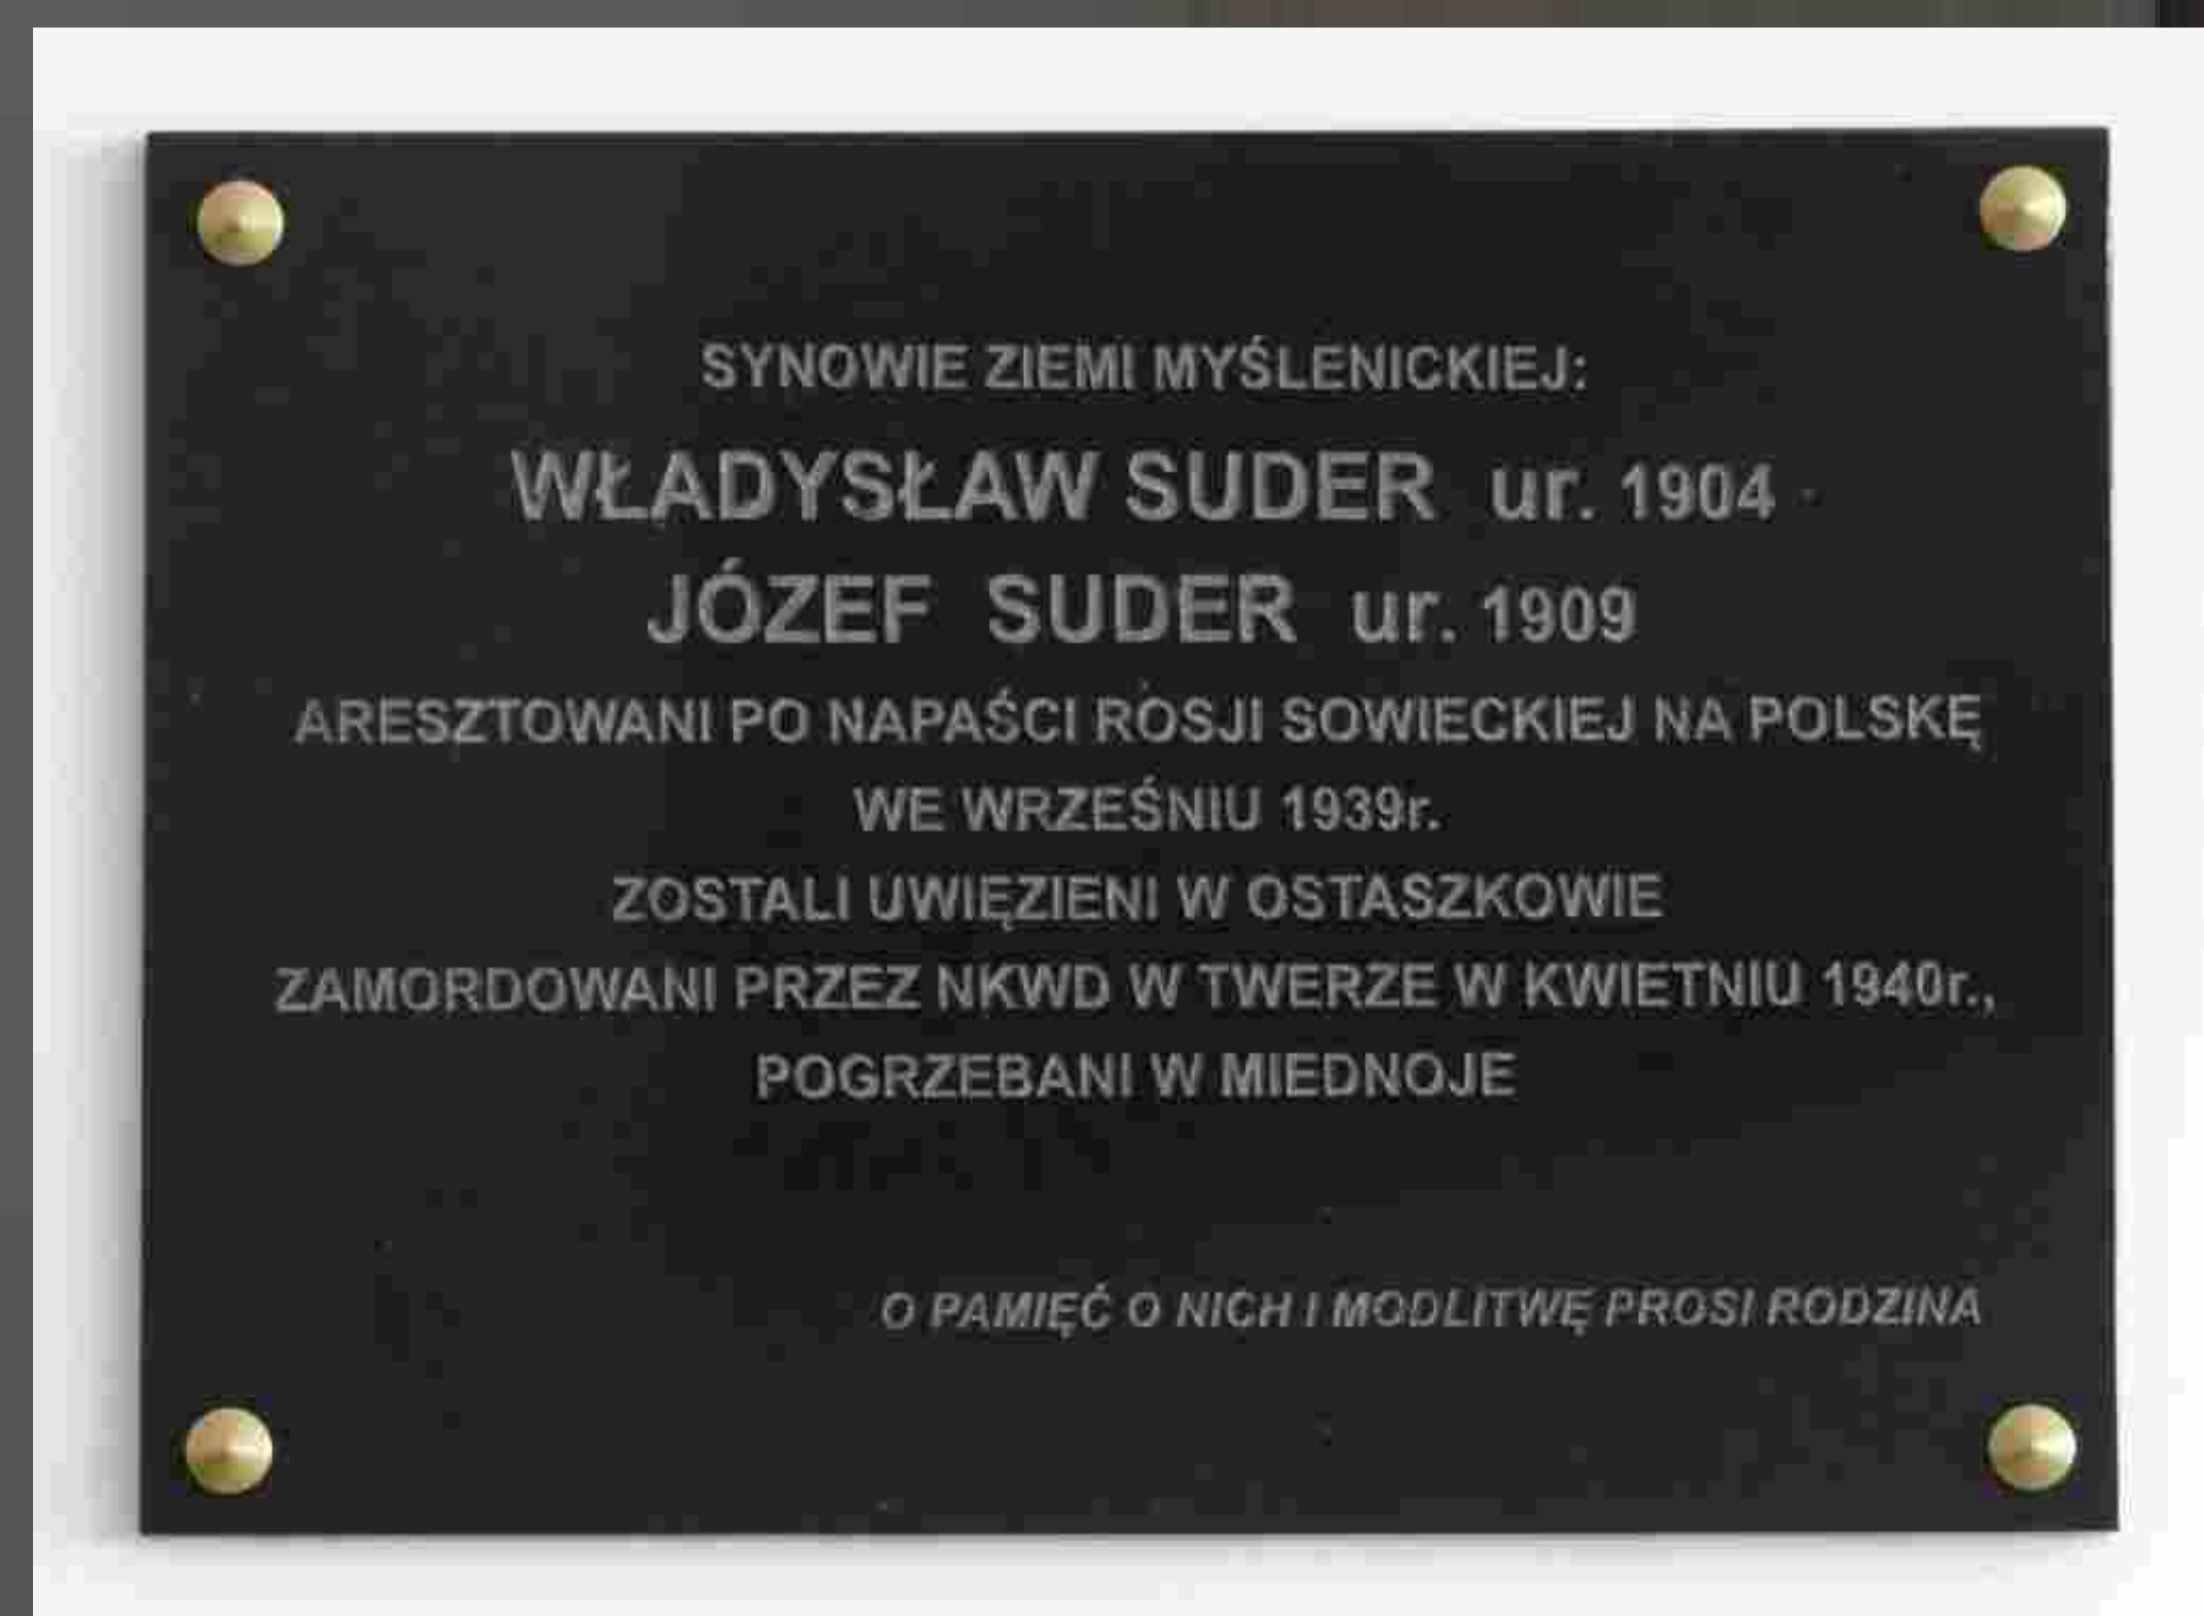 SYNOWIE ZIEMI MYŚLENICKIEJ:
WŁADYSŁAW SUDER ur. 1904
JÓZEF SUDER ur. 1909
ARESZTOWANI PO NAPAŚCI ROSJI SOWIECKIEJ NA POLSKĘ
WE WRZEŚNIU 1939r.
ZOSTALI UWIĘZIENI W OSTASZKOWIE
ZAMORDOWANI PRZEZ NKWD W TWERZE W KWIETNIU 1940r.,
POGRZEBANI W MIEDNOJE
O PAMIĘĆ O NICH I MODLITWĘ PROSI RODZINA